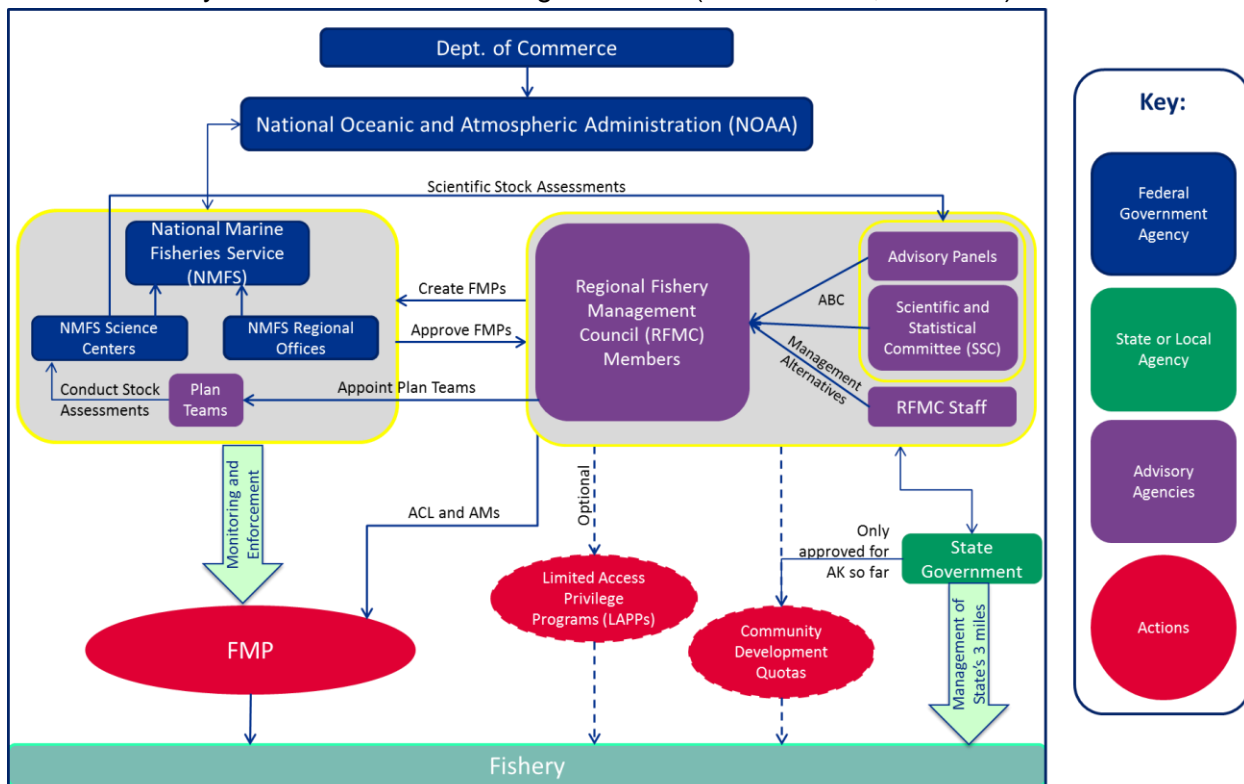 Dept. of Commerce
National Oceanic and Atmospheric Administration (NOAA)
Scientific Stock Assessments
National Marine
Fisheries Service
(NMFS)
NMFS Science
Centers
NMFS Regional
Offices
Conduct Stock
Assessments
Plan
Teams
Create FMPs
Approve FMPs
Appoint Plan Teams
Regional Fishery
Management
Council (RFMC)
Members
Advisory Panels
ABC
Scientific and
Statistical
Committee (SSC)
Management
Alternatives
RFMC Staff
Monitoring and
Enforcement
ACL and AMs
Optional
Only
approved for
AK so far
State
Government
Limited Access
Privilege
Programs (LAPPs)
Community
Development
Quotas
Management of
State's 3 miles
FMP
Fishery
Key:
Federal
Government
Agency
State or Local
Agency
Advisory
Agencies
Actions